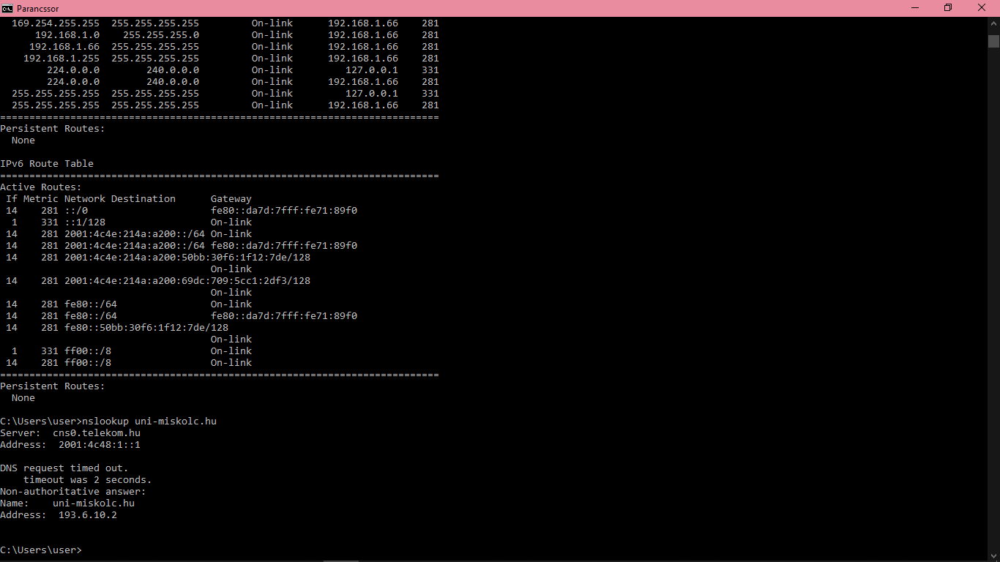 Parancssor
  169.254.255.255  255.255.255.255         On-link      192.168.1.66    281
      192.168.1.0    255.255.255.0         On-link      192.168.1.66    281
     192.168.1.66  255.255.255.255         On-link      192.168.1.66    281
    192.168.1.255  255.255.255.255         On-link      192.168.1.66    281
        224.0.0.0        240.0.0.0         On-link         127.0.0.1    331
        224.0.0.0        240.0.0.0         On-link      192.168.1.66    281
  255.255.255.255  255.255.255.255         On-link         127.0.0.1    331
  255.255.255.255  255.255.255.255         On-link      192.168.1.66    281
===========================================================================
Persistent Routes:
  None
IPv6 Route Table
===========================================================================
Active Routes:
 If Metric Network Destination      Gateway
 14    281 ::/0                     fe80::da7d:7fff:fe71:89f0
  1    331 ::1/128                  On-link
 14    281 2001:4c4e:214a:a200::/64 On-link
 14    281 2001:4c4e:214a:a200::/64 fe80::da7d:7fff:fe71:89f0
 14    281 2001:4c4e:214a:a200:50bb:30f6:1f12:7de/128
                                    On-link
 14    281 2001:4c4e:214a:a200:69dc:709:5cc1:2df3/128
                                    On-link
 14    281 fe80::/64                On-link
 14    281 fe80::/64                fe80::da7d:7fff:fe71:89f0
 14    281 fe80::50bb:30f6:1f12:7de/128
                                    On-link
  1    331 ff00::/8                 On-link
 14    281 ff00::/8                 On-link
===========================================================================
Persistent Routes:
  None
C:\Users\user>nslookup uni-miskolc.hu
Server:  cns0.telekom.hu
Address:  2001:4c48:1::1
DNS request timed out.
    timeout was 2 seconds.
Non-authoritative answer:
Name:    uni-miskolc.hu
Address:  193.6.10.2
C:\Users\user>